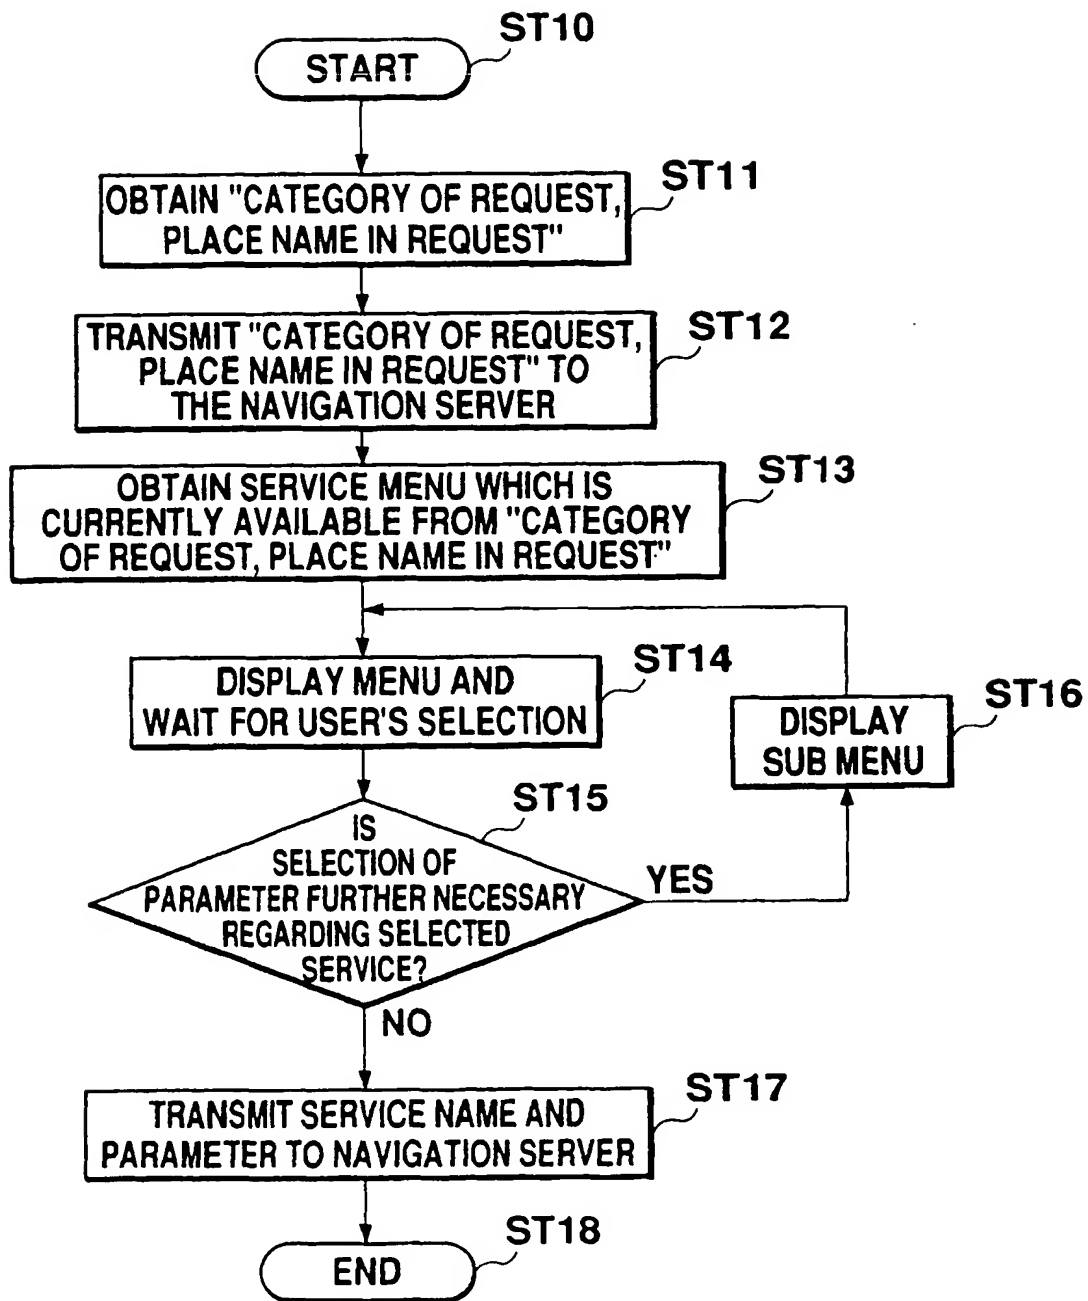 ST10
START
ST11
OBTAIN "CATEGORY OF REQUEST,
PLACE NAME IN REQUEST"
ST12
TRANSMIT "CATEGORY OF REQUEST,
PLACE NAME IN REQUEST" TO
THE NAVIGATION SERVER
ST13
OBTAIN SERVICE MENU WHICH IS
CURRENTLY AVAILABLE FROM "CATEGORY
OF REQUEST, PLACE NAME IN REQUEST"
ST14
DISPLAY MENU AND
WAIT FOR USER'S SELECTION
ST16
DISPLAY
SUB MENU
ST15
IS
SELECTION OF
PARAMETER FURTHER NECESSARY
REGARDING SELECTED
SERVICE?
YES
NO
ST17
TRANSMIT SERVICE NAME AND
PARAMETER TO NAVIGATION SERVER
ST18
END